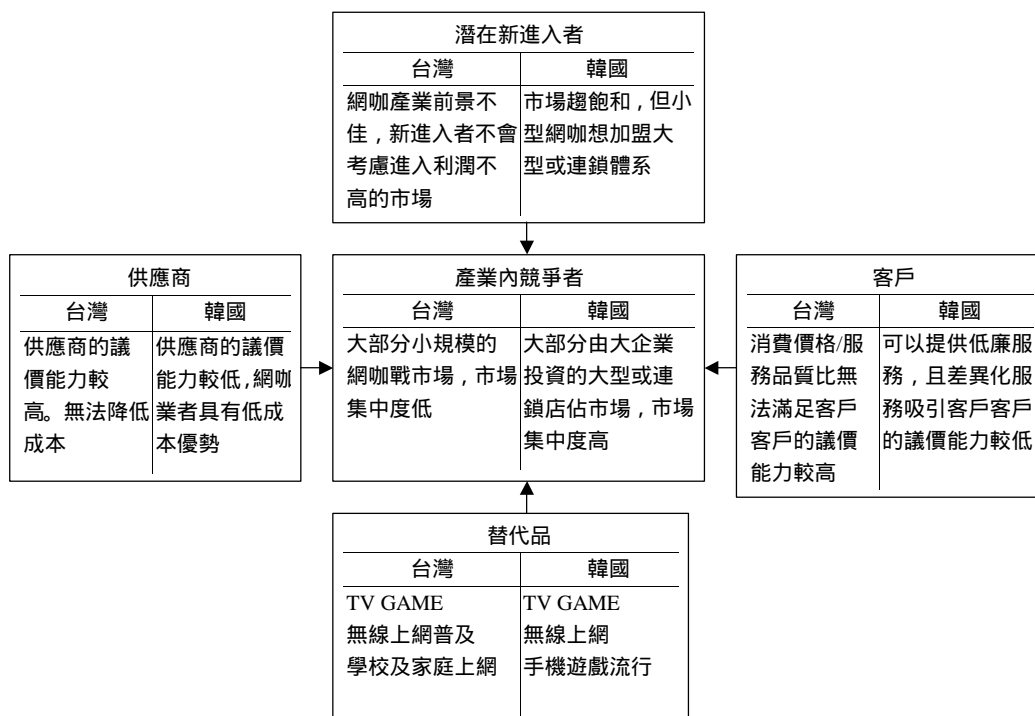 潛在新進入者
台灣
韓國
網咖產業前景不
佳，新進入者不會
考慮進入利潤不
高的市場
市場趨飽和，但小
型網咖想加盟大
型或連鎖體系
供應商
台灣
韓國
供應商的議
價能力較
高。無法降低
成本
供應商的議價
能力較低，網咖
業者具有低成
本優勢
產業內競爭者
台灣
韓國
大部分小規模的
網咖戰市場，市場
集中度低
大部分由大企業
投資的大型或連
鎖店佔市場，市場
集中度高
客戶
台灣
韓國
消費價格/服
務品質比無
法滿足客戶
客戶的議價
能力較高
可以提供低廉服
務，且差異化服
務吸引客戶客戶
的議價能力較低
替代品
台灣
韓國
TV GAME
無線上網普及
學校及家庭上網
TV GAME
無線上網
手機遊戲流行